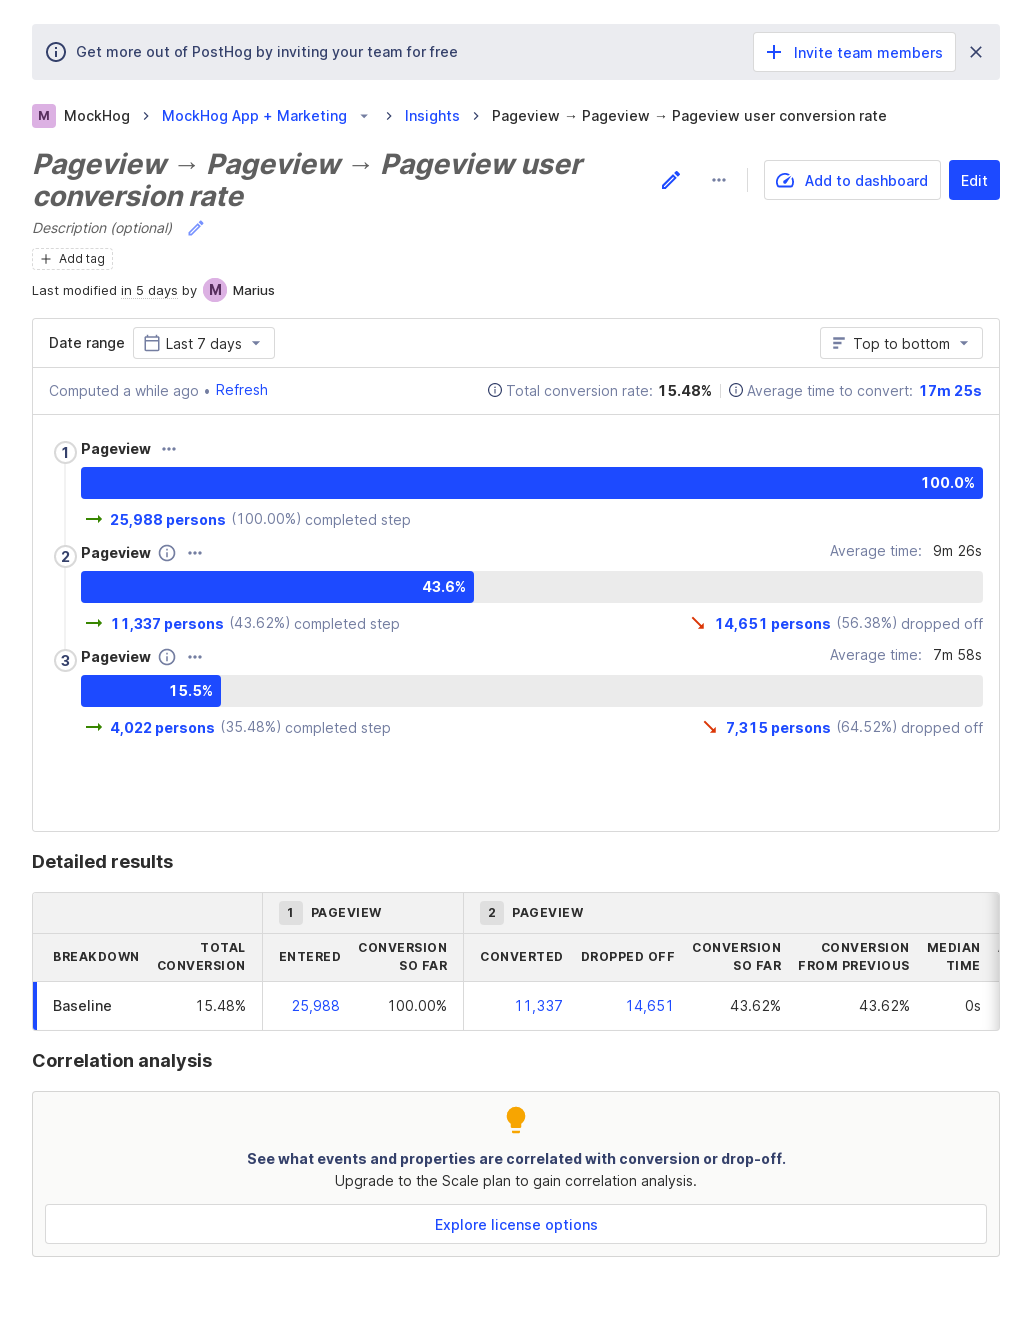 Get more out of PostHog by inviting your team for free
Invite team members
M MockHog > MockHog App + Marketing > Insights > Pageview → Pageview → Pageview user conversion rate
Pageview → Pageview → Pageview user
conversion rate
Add to dashboard
Edit
Description (optional)
Add tag
Last modified in 5 days by M Marius
Date range Last 7 days
Top to bottom
Computed a while ago • Refresh
Total conversion rate: 15.48%
Average time to convert: 17m 25s
1 Pageview
100.0%
25,988 persons (100.00%) completed step
2 Pageview
Average time: 9m 26s
43.6%
11,337 persons (43.62%) completed step
14,651 persons (56.38%) dropped off
3 Pageview
Average time: 7m 58s
15.5%
4,022 persons (35.48%) completed step
7,315 persons (64.52%) dropped off
Detailed results
1 PAGEVIEW
2 PAGEVIEW
BREAKDOWN
TOTAL
CONVERSION
ENTERED
CONVERSION
SO FAR
CONVERTED
DROPPED OFF
CONVERSION
SO FAR
CONVERSION
FROM PREVIOUS
MEDIAN
TIME
Baseline 15.48% 25,988 100.00% 11,337 14,651 43.62% 43.62% 0s
Correlation analysis
See what events and properties are correlated with conversion or drop-off.
Upgrade to the Scale plan to gain correlation analysis.
Explore license options